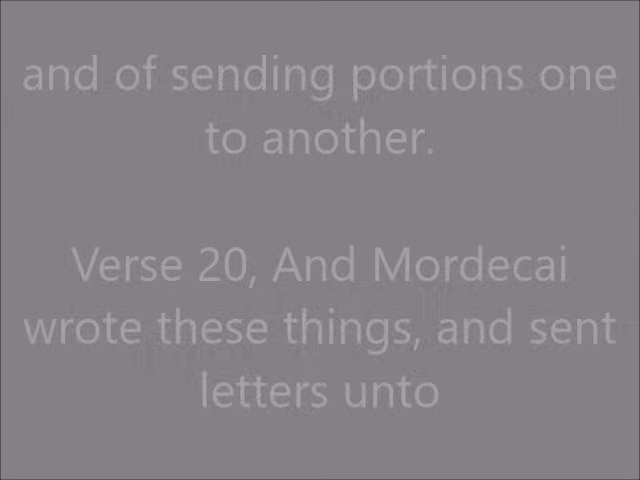 and of sending portions one
to another.
Verse 20, And Mordecai
wrote these things, and sent
letters unto